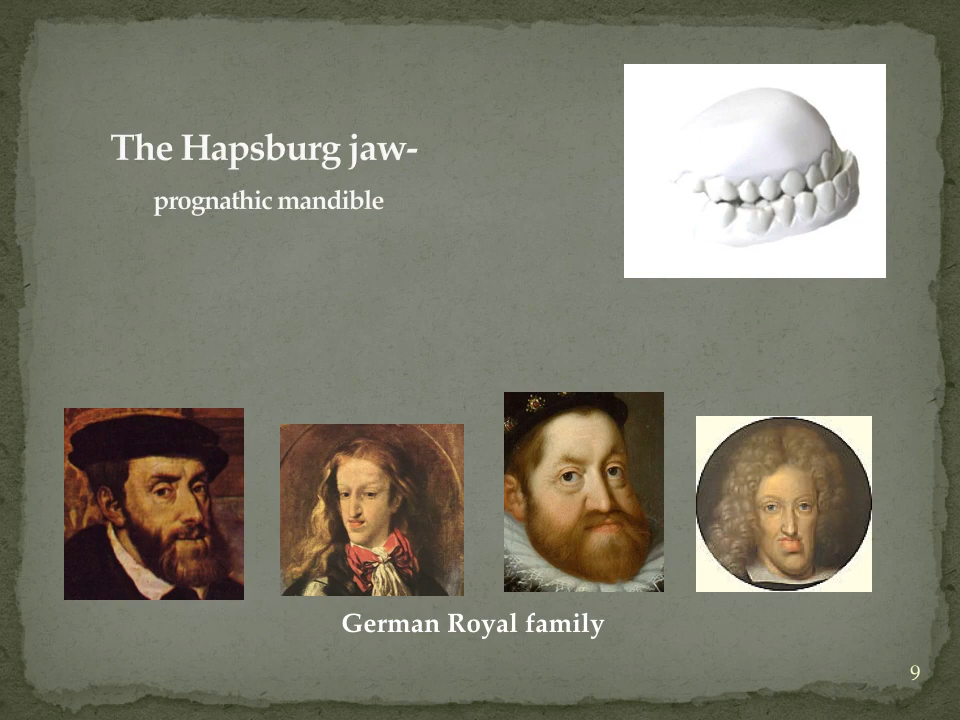 The Hapsburg jaw-
prognathic mandible
German Royal family
9